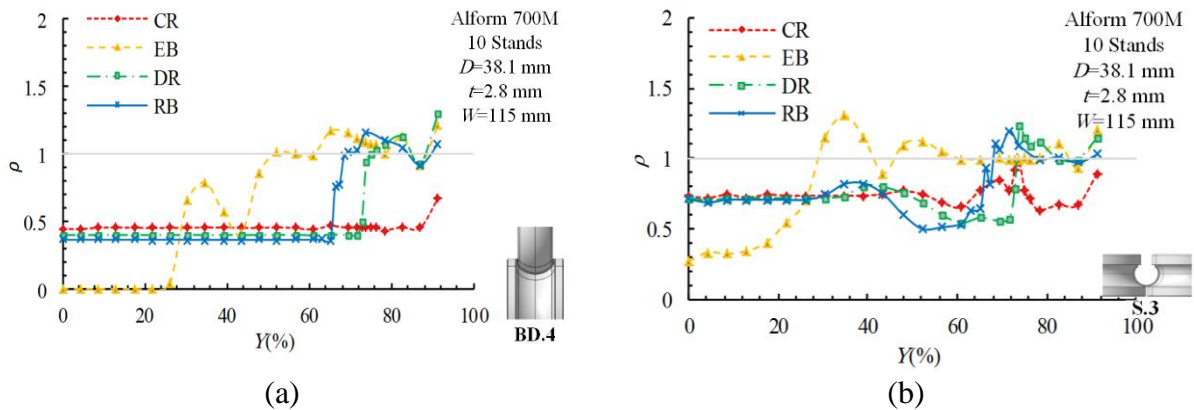 2
1.5
1
0.5
0
ρ
0
20
40
60
80
100
Y(%)
CR
EB
DR
RB
Alform 700M
10 Stands
D=38.1 mm
t=2.8 mm
W=115 mm
BD.4
(a)
2
1.5
1
0.5
0
ρ
0
20
40
60
80
100
Y(%)
CR
EB
DR
RB
Alform 700M
10 Stands
D=38.1 mm
t=2.8 mm
W=115 mm
S.3
(b)